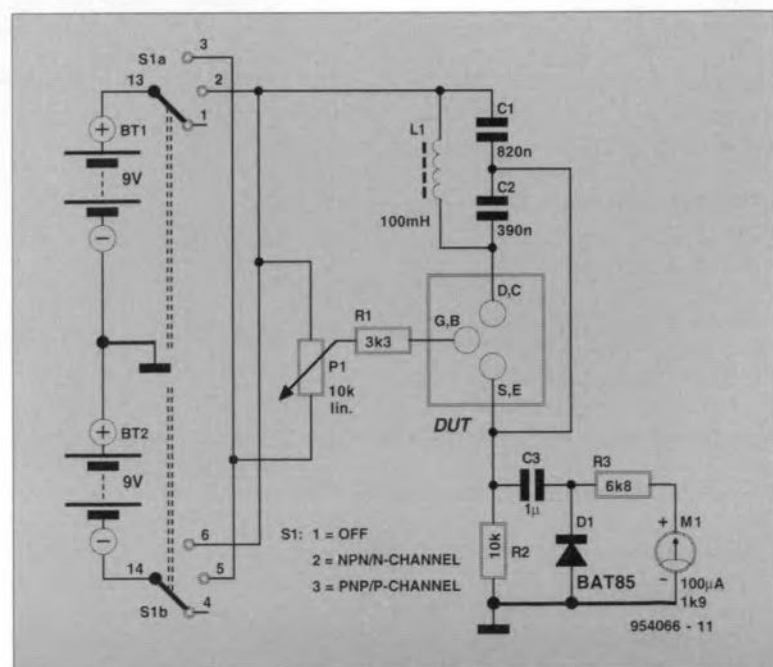 3
S1a
13
2
C1
1
BT1
L1
820n
+
C2
9V
390n
100mH
−
D,C
R1
G,B
3k3
P1
S,E
10k
lin.
DUT
+
BT2
C3
R3
6k8
9V
1µ
+
M1
D1
−
6
S1: 1 = OFF
10k
R2
5
2 = NPN/N-CHANNEL
BAT85
~
100µA
14
3 = PNP/P-CHANNEL
1k9
4
S1b
954066 - 11